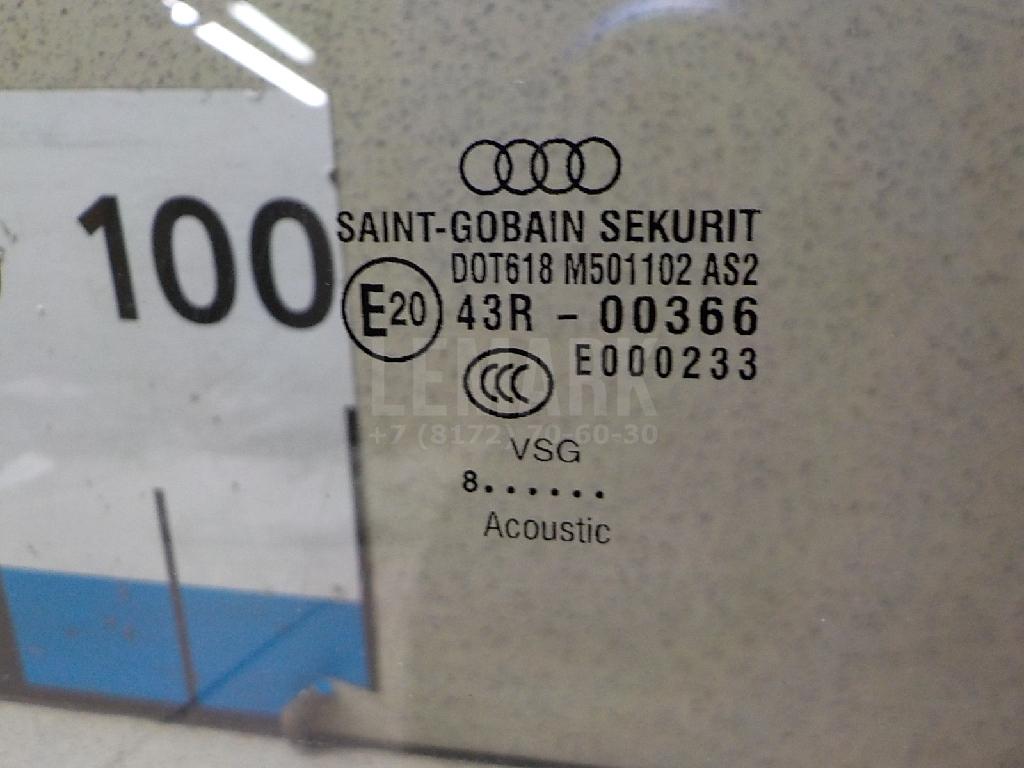 100
SAINT-GOBAIN SEKURIT
DOT618 M501102 AS2
E20 43R - 00366
E000233
CCC
LEMARK
+7 (8172) 70-60-30
VSG
8......
Acoustic